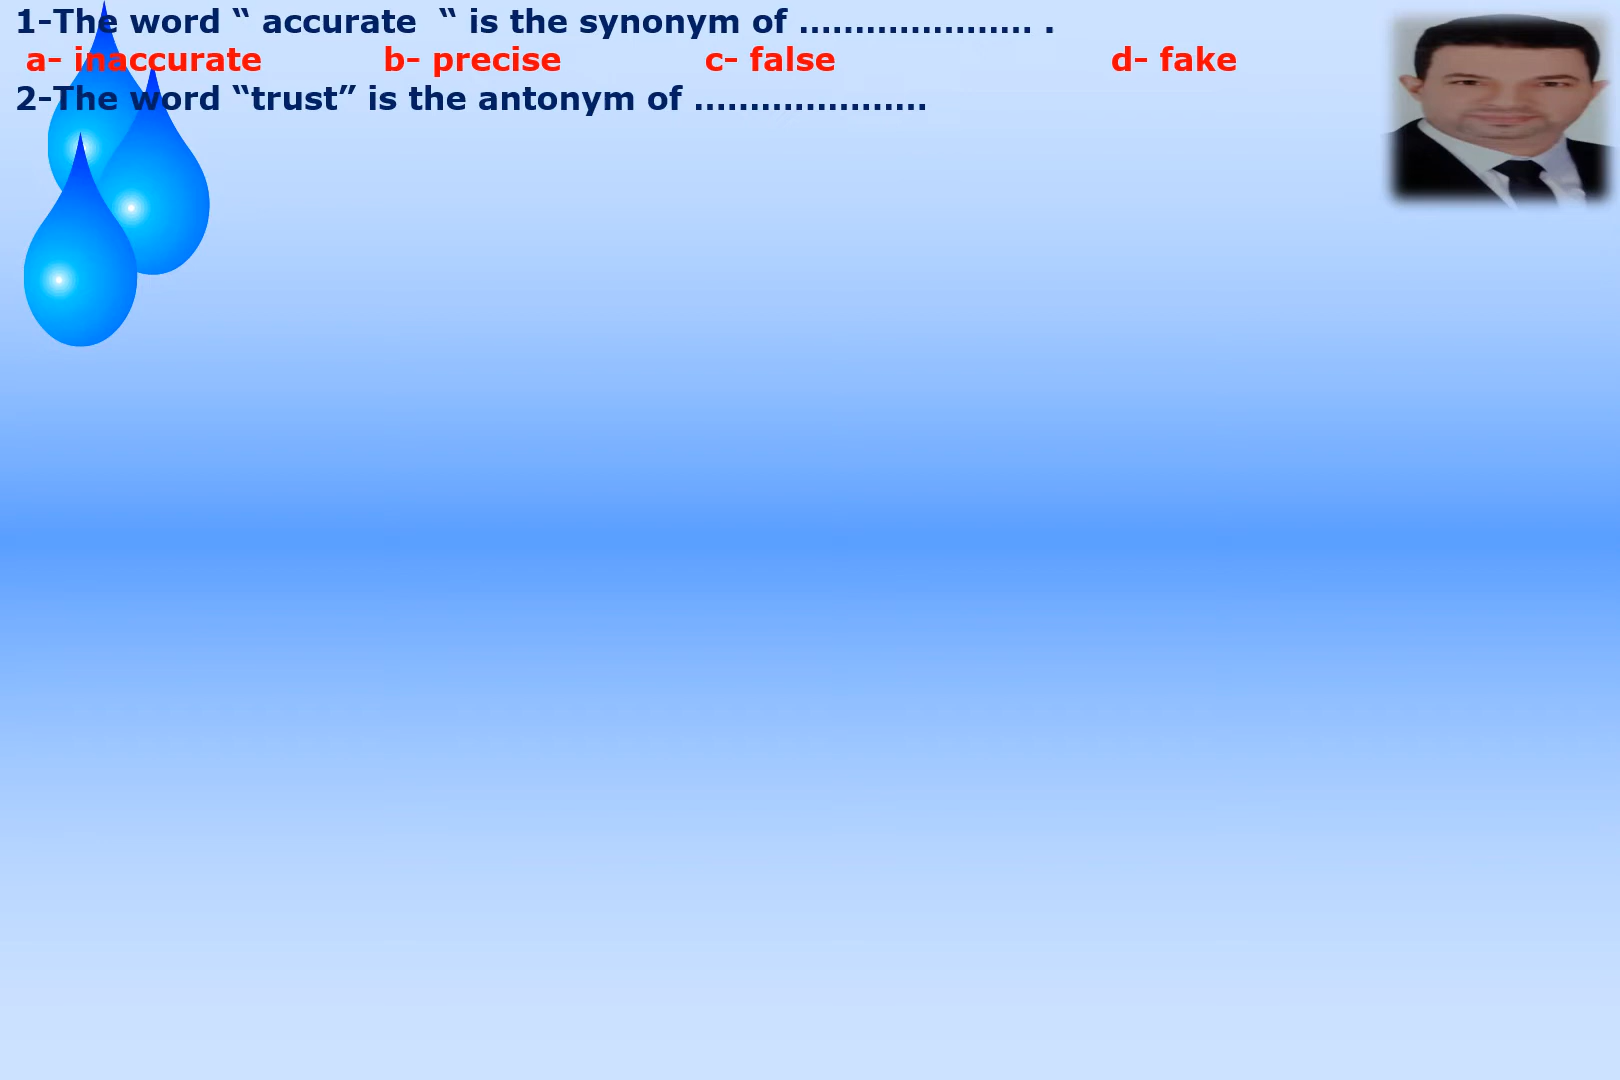 1-The word “ accurate “ is the synonym of ..................... .
a- inaccurate b- precise c- false d- fake
2-The word “trust” is the antonym of .....................